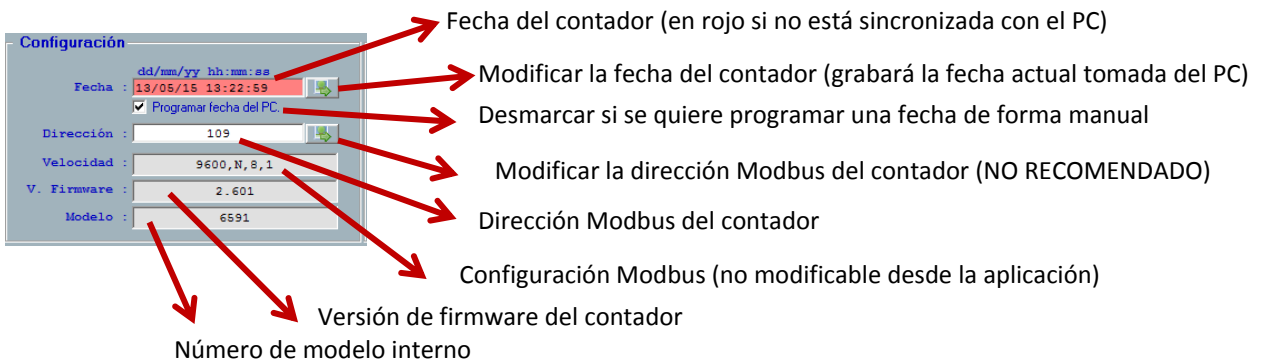 Fecha del contador (en rojo si no está sincronizada con el PC)
Configuración
dd/mm/yy hh:mm:ss
Fecha : 13/05/15 13:22:59
Modificar la fecha del contador (grabará la fecha actual tomada del PC)
Programar fecha del PC.
Desmarcar si se quiere programar una fecha de forma manual
Dirección : 109
Velocidad : 9600,N,8,1
Modificar la dirección Modbus del contador (NO RECOMENDADO)
V. Firmware : 2.601
Modelo : 6591
Dirección Modbus del contador
Configuración Modbus (no modificable desde la aplicación)
Versión de firmware del contador
Número de modelo interno